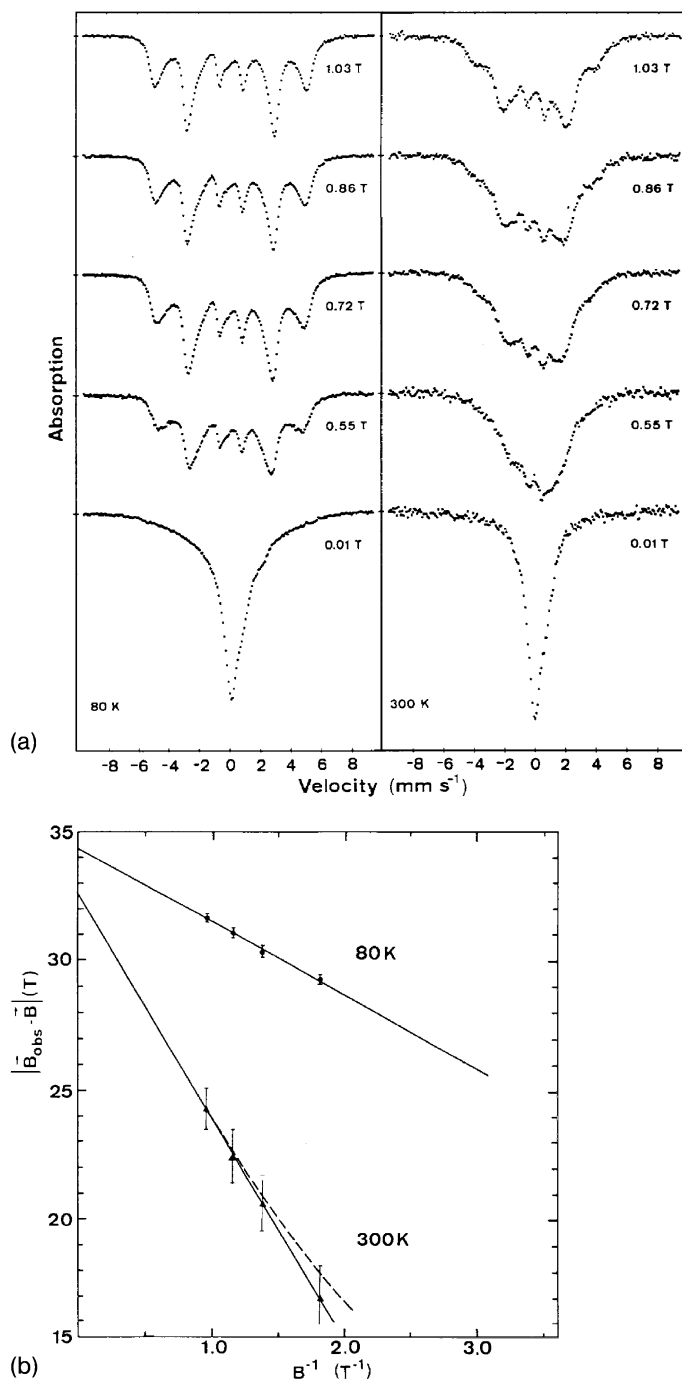 1.03 T
0.86 T
0.72 T
0.55 T
0.01 T
80 K
1.03 T
0.86 T
0.72 T
0.55 T
0.01 T
300 K
Absorption
-8 -6 -4 -2 0 2 4 6 8
-8 -6 -4 -2 0 2 4 6 8
Velocity (mm s⁻¹)
(a)
35
30
25
20
15
80K
300K
|B⃗obs-B⃗|(T)
1.0 2.0 3.0
B⁻¹ (T⁻¹)
(b)